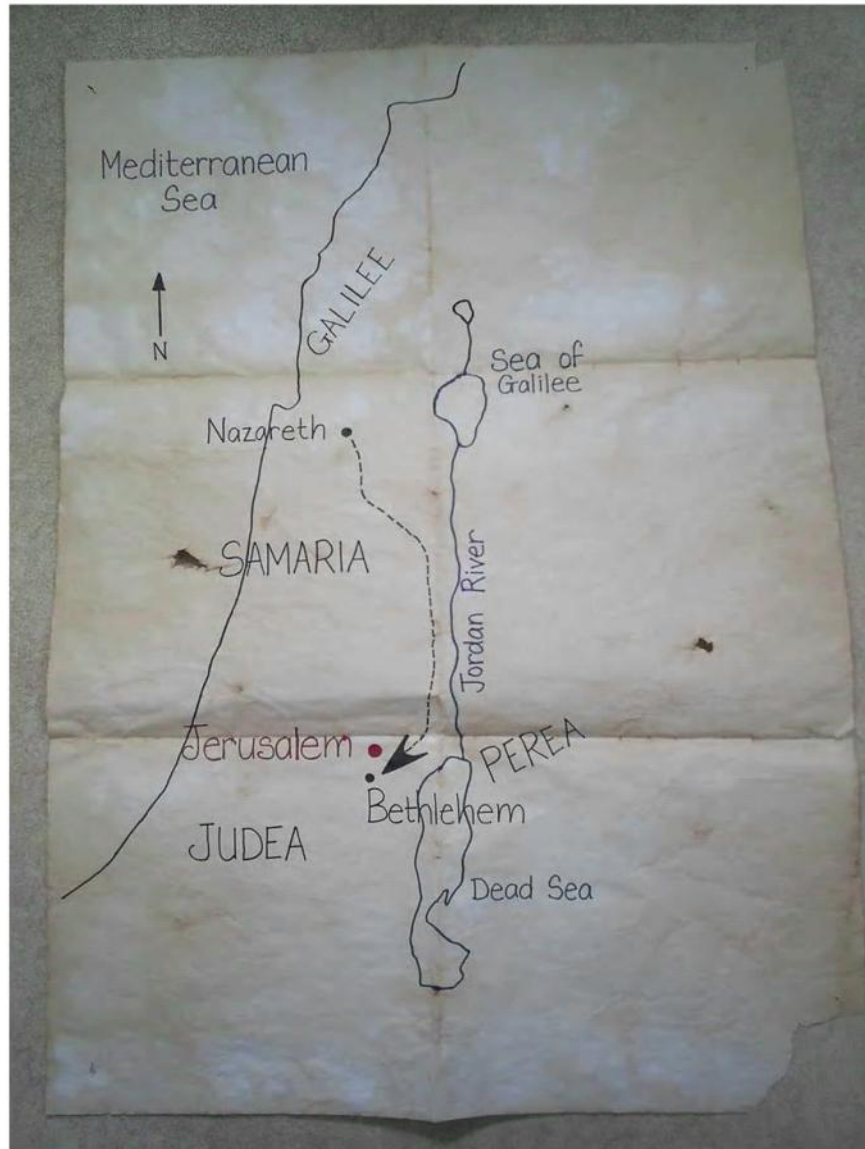 Mediterranean
Sea
GALILEE
N
Sea of
Galilee
Nazareth
SAMARIA
Jordan River
Jerusalem
PEREA
Bethlehem
JUDEA
Dead Sea